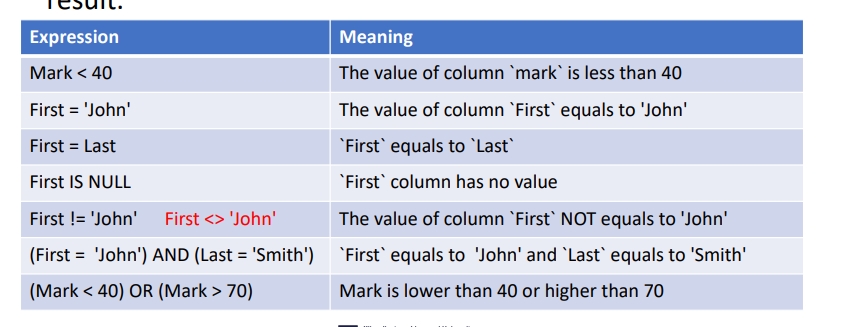 result.
Expression Meaning
Mark < 40 The value of column `mark` is less than 40
First = 'John' The value of column `First` equals to 'John'
First = Last `First` equals to `Last`
First IS NULL `First` column has no value
First != 'John' First <> 'John' The value of column `First` NOT equals to 'John'
(First = 'John') AND (Last = 'Smith') `First` equals to 'John' and `Last` equals to 'Smith'
(Mark < 40) OR (Mark > 70) Mark is lower than 40 or higher than 70